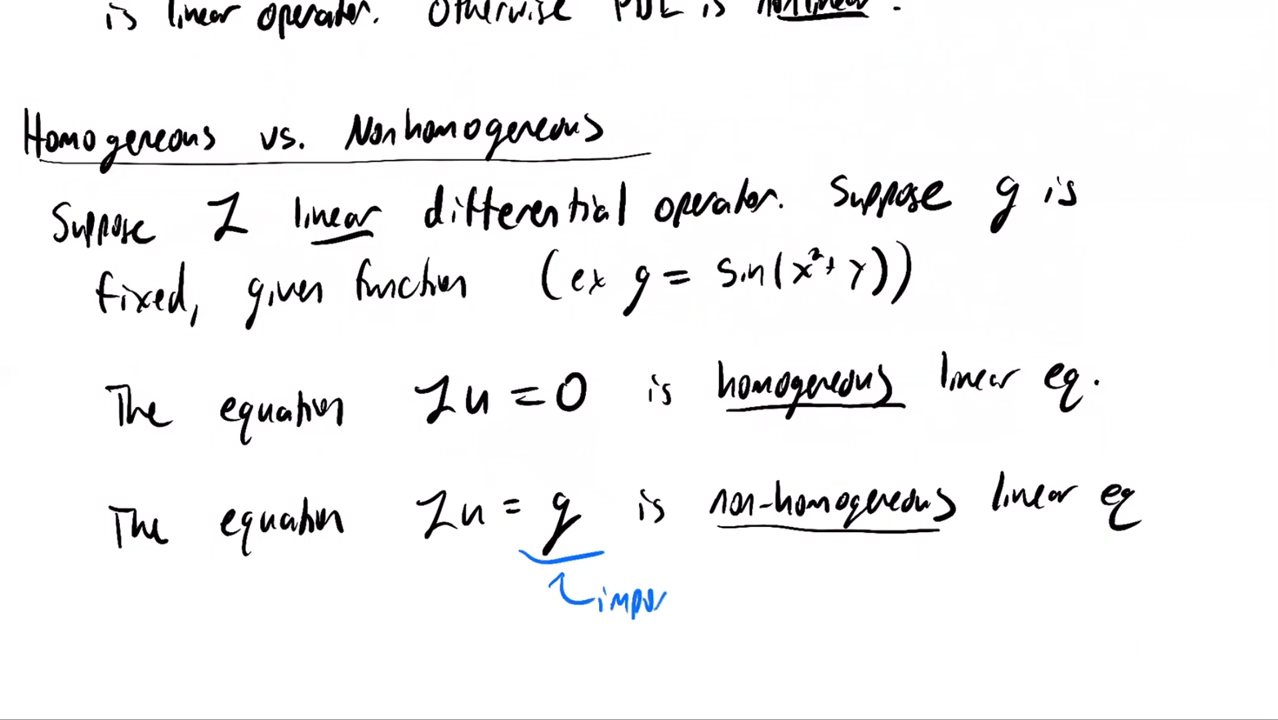 is linear operator. Otherwise PDE is nonlinear.
Homogeneous vs. Nonhomogeneous
Suppose L linear differential operator. Suppose g is
fixed, given function (ex g = sin(x²+y))
The equation Lu = 0 is homogeneous linear eq.
The equation Lu = g is non-homogeneous linear eq
impor